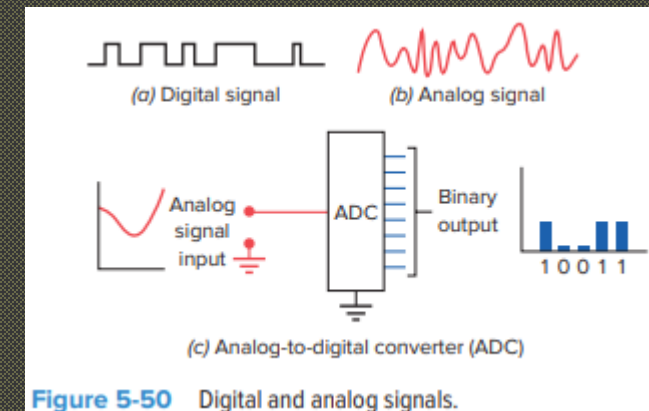 (a) Digital signal
(b) Analog signal
Analog
signal
input
ADC
Binary
output
1 0 0 1 1
(c) Analog-to-digital converter (ADC)
Figure 5-50 Digital and analog signals.